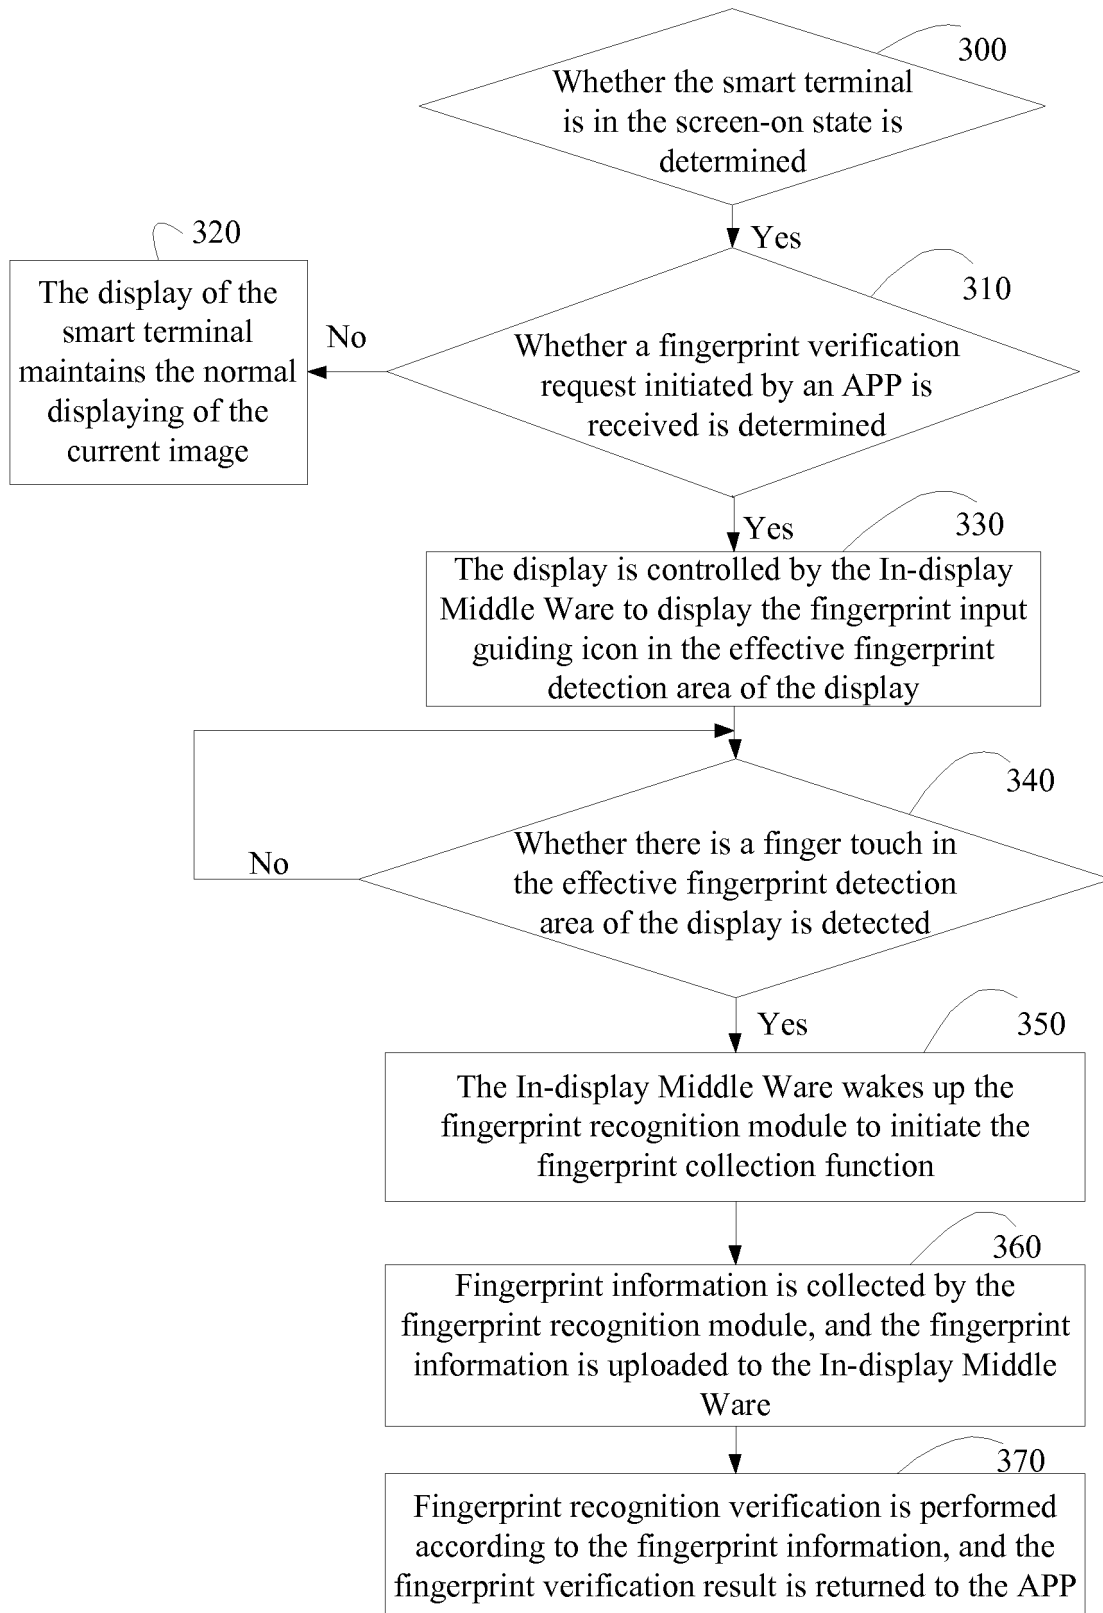 300
Whether the smart terminal
is in the screen-on state is
determined
Yes
320
The display of the
smart terminal
maintains the normal
displaying of the
current image
No
310
Whether a fingerprint verification
request initiated by an APP is
received is determined
Yes
330
The display is controlled by the In-display
Middle Ware to display the fingerprint input
guiding icon in the effective fingerprint
detection area of the display
340
Whether there is a finger touch in
the effective fingerprint detection
area of the display is detected
No
Yes
350
The In-display Middle Ware wakes up the
fingerprint recognition module to initiate the
fingerprint collection function
360
Fingerprint information is collected by the
fingerprint recognition module, and the fingerprint
information is uploaded to the In-display Middle
Ware
370
Fingerprint recognition verification is performed
according to the fingerprint information, and the
fingerprint verification result is returned to the APP